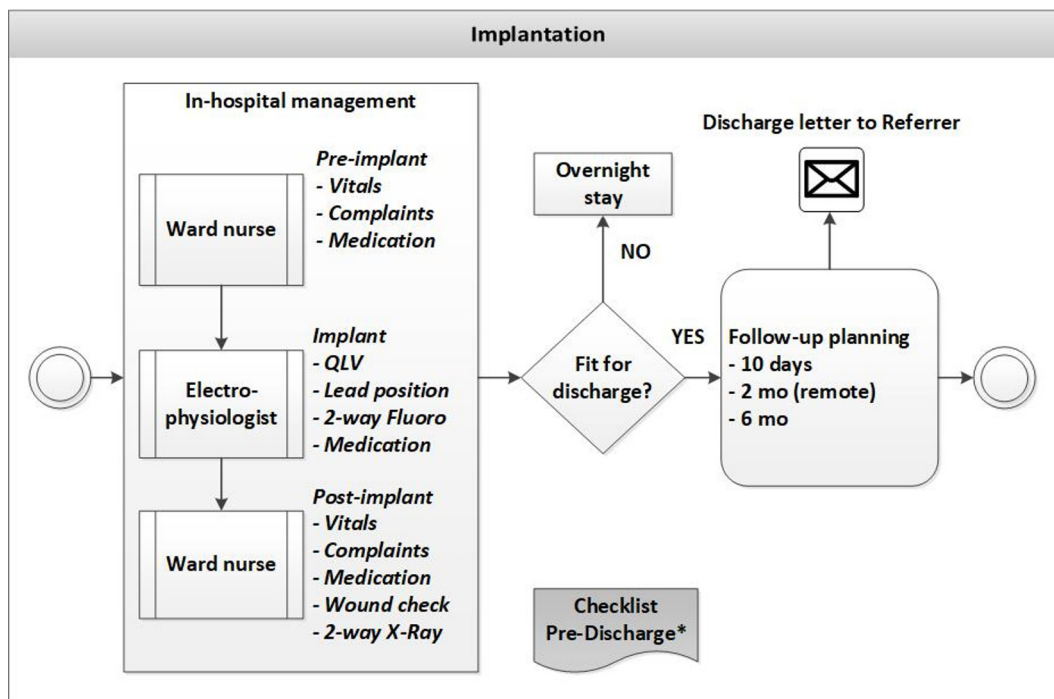 Implantation
In-hospital management
Pre-implant
- Vitals
- Complaints
- Medication
Ward nurse
Implant
- QLV
- Lead position
- 2-way Fluoro
- Medication
Electro-
physiologist
Post-implant
- Vitals
- Complaints
- Medication
- Wound check
- 2-way X-Ray
Ward nurse
Overnight
stay
NO
Fit for
discharge?
YES
Discharge letter to Referrer
Follow-up planning
- 10 days
- 2 mo (remote)
- 6 mo
Checklist
Pre-Discharge*